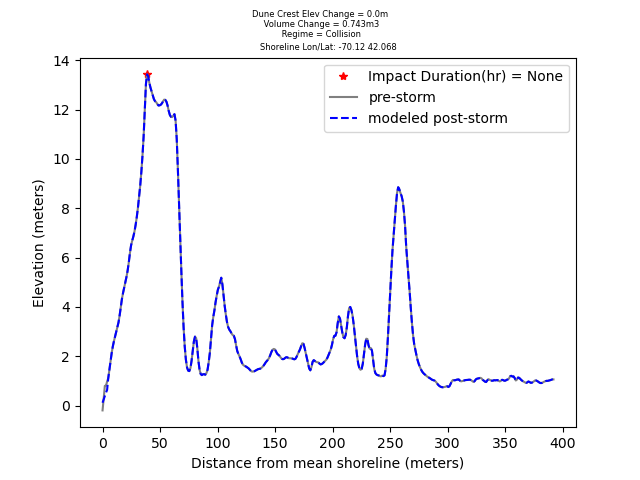 Dune Crest Elev Change = 0.0m
Volume Change = 0.743m3
Regime = Collision
Shoreline Lon/Lat: -70.12 42.068
Impact Duration(hr) = None
pre-storm
modeled post-storm
14
12
10
8
6
4
2
0
Elevation (meters)
0 50 100 150 200 250 300 350 400
Distance from mean shoreline (meters)